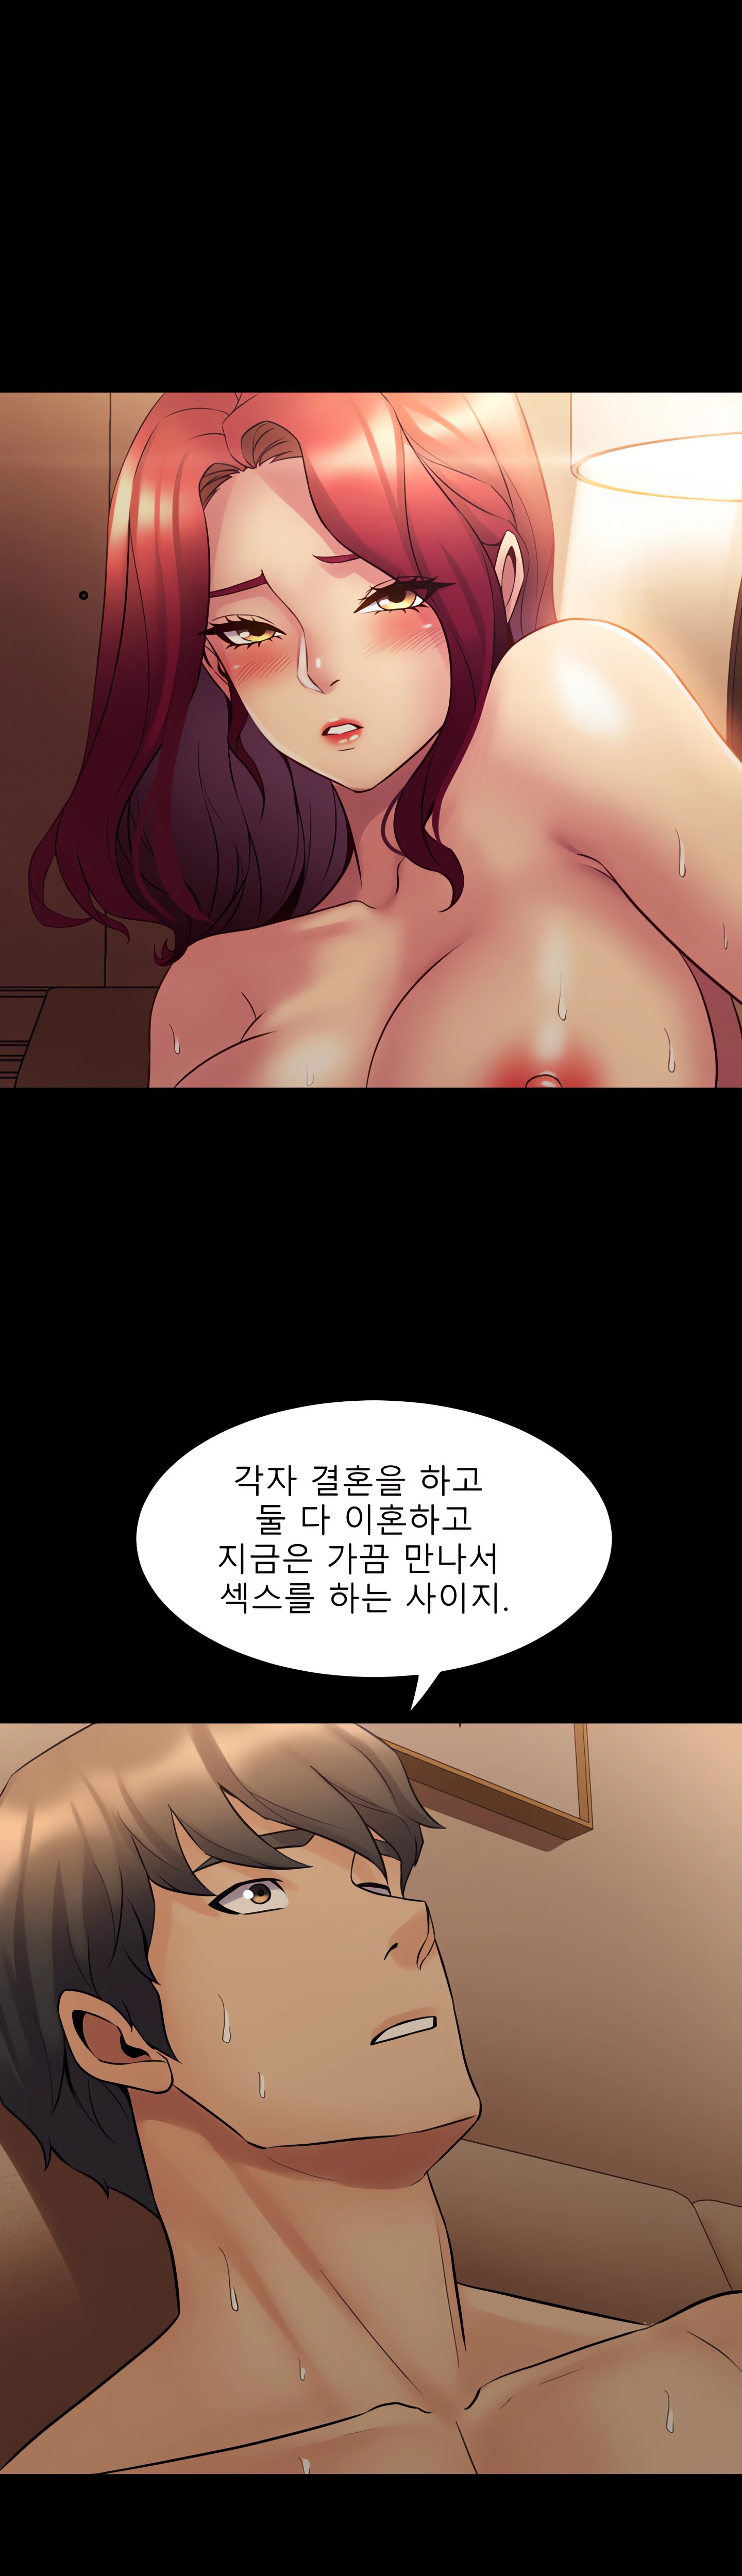 각자 결혼을 하고
둘 다 이혼하고
지금은 가끔 만나서
섹스를 하는 사이지.